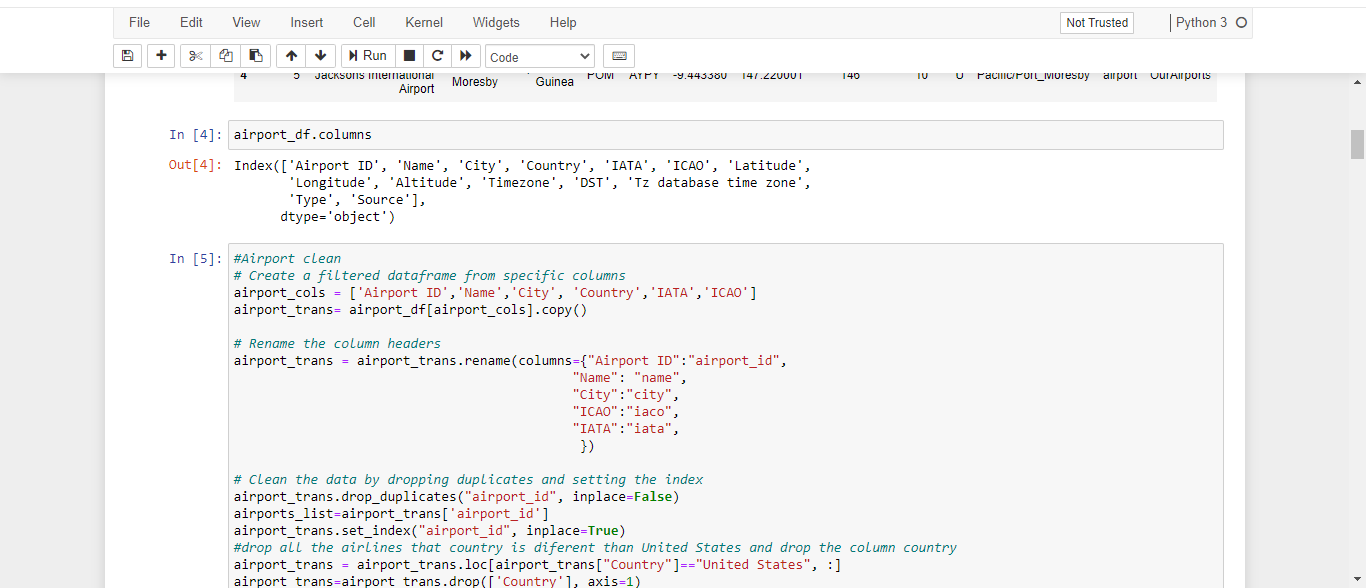 File Edit View Insert Cell Kernel Widgets Help Not Trusted Python 3
Run Code
4 5 Jacksons International Airport Moresby Guinea POM AYPY -9.443380 147.220001 146 10 U Pacific/Port_Moresby airport OurAirports
In [4]: airport_df.columns
Out[4]: Index(['Airport ID', 'Name', 'City', 'Country', 'IATA', 'ICAO', 'Latitude',
'Longitude', 'Altitude', 'Timezone', 'DST', 'Tz database time zone',
'Type', 'Source'],
dtype='object')
In [5]: #Airport clean
# Create a filtered dataframe from specific columns
airport_cols = ['Airport ID','Name','City', 'Country','IATA','ICAO']
airport_trans= airport_df[airport_cols].copy()
# Rename the column headers
airport_trans = airport_trans.rename(columns={"Airport ID":"airport_id",
"Name": "name",
"City":"city",
"ICAO":"iaco",
"IATA":"iata",
})
# Clean the data by dropping duplicates and setting the index
airport_trans.drop_duplicates("airport_id", inplace=False)
airports_list=airport_trans['airport_id']
airport_trans.set_index("airport_id", inplace=True)
#drop all the airlines that country is diferent than United States and drop the column country
airport_trans = airport_trans.loc[airport_trans["Country"]=="United States", :]
airport_trans=airport_trans.drop(['Country'], axis=1)